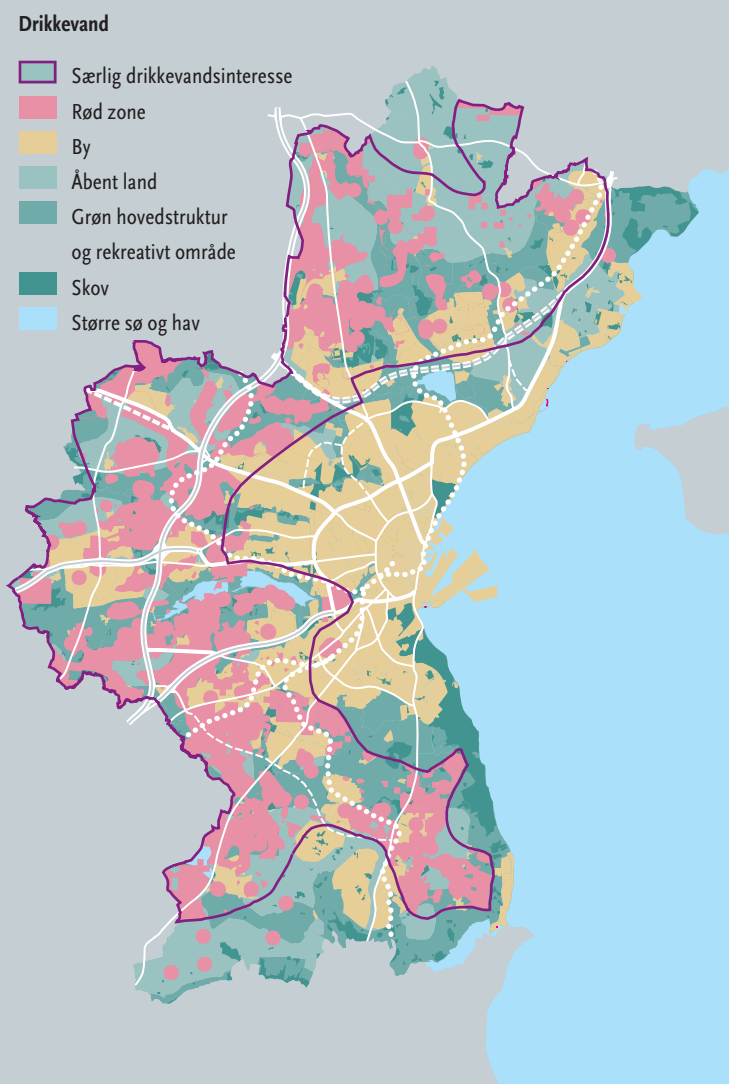 Drikkevand
Særlig drikkevandsinteresse
Rød zone
By
Åbent land
Grøn hovedstruktur
og rekreativt område
Skov
Større sø og hav